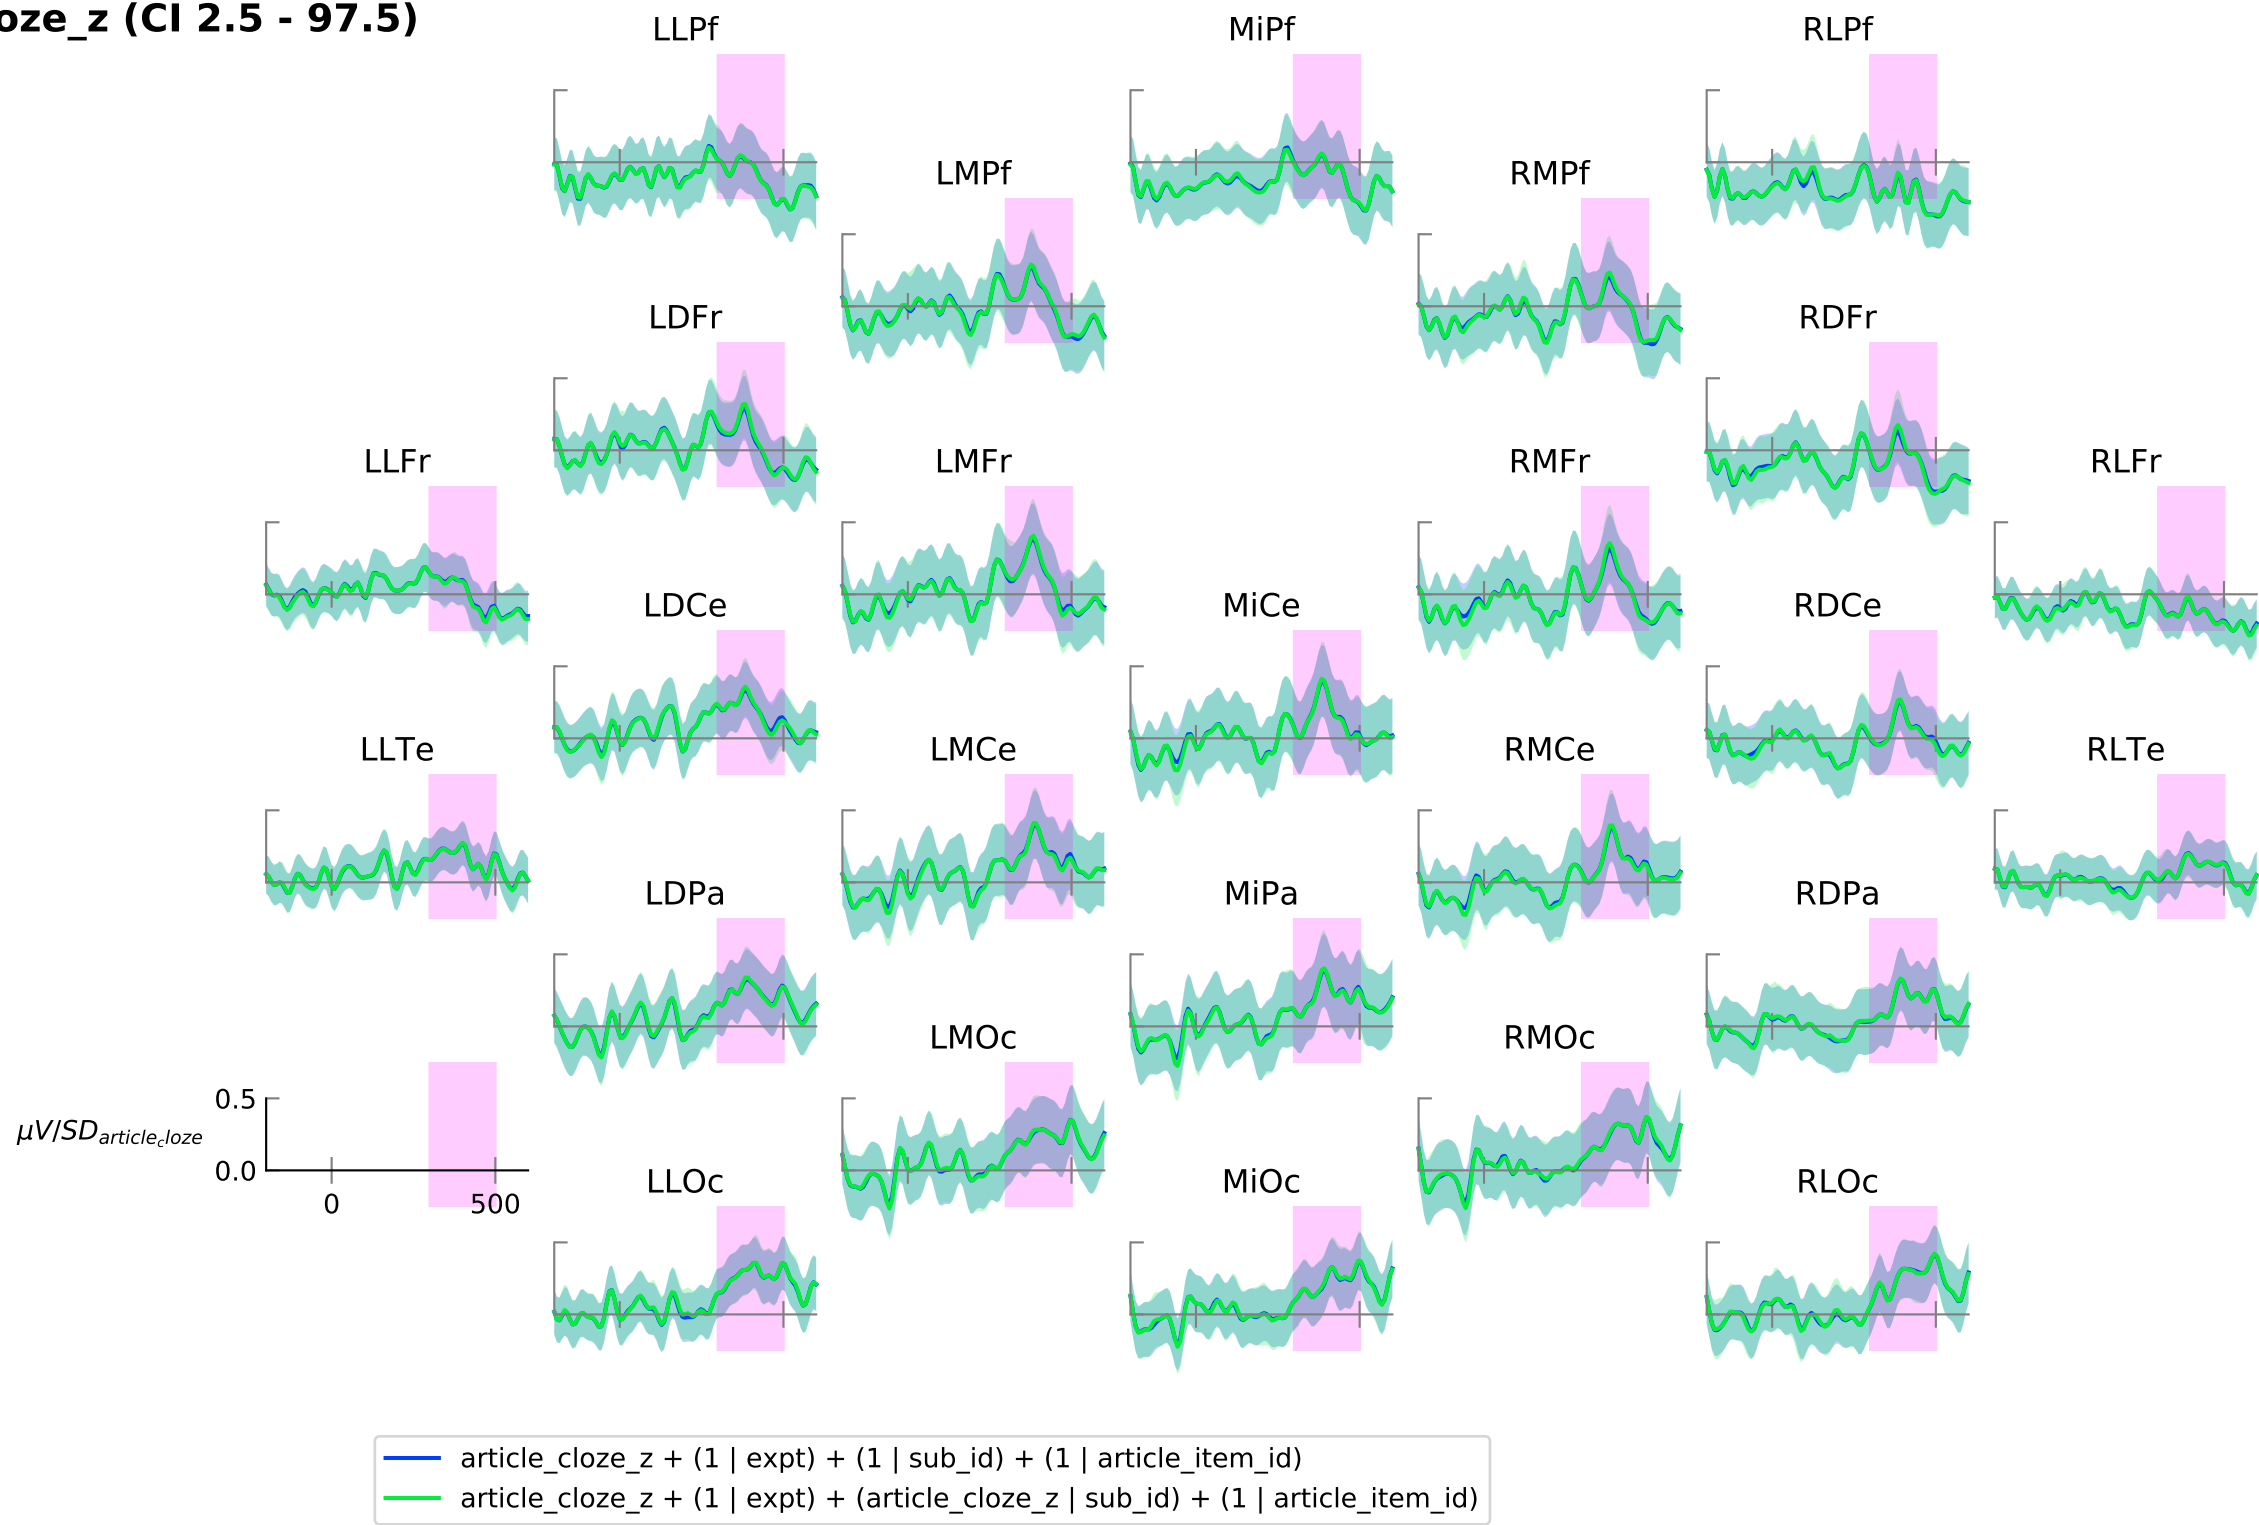 oze_z (CI 2.5 - 97.5)
LLPf
MiPf
RLPf
LMPf
RMPf
LDFr
RDFr
LLFr
LMFr
RMFr
RLFr
LDCe
MiCe
RDCe
LLTe
LMCe
RMCe
RLTe
LDPa
MiPa
RDPa
LMOc
RMOc
0.5
μV/SDarticlecloze
0.0
0 500
LLOc
MiOc
RLOc
article_cloze_z + (1 | expt) + (1 | sub_id) + (1 | article_item_id)
article_cloze_z + (1 | expt) + (article_cloze_z | sub_id) + (1 | article_item_id)